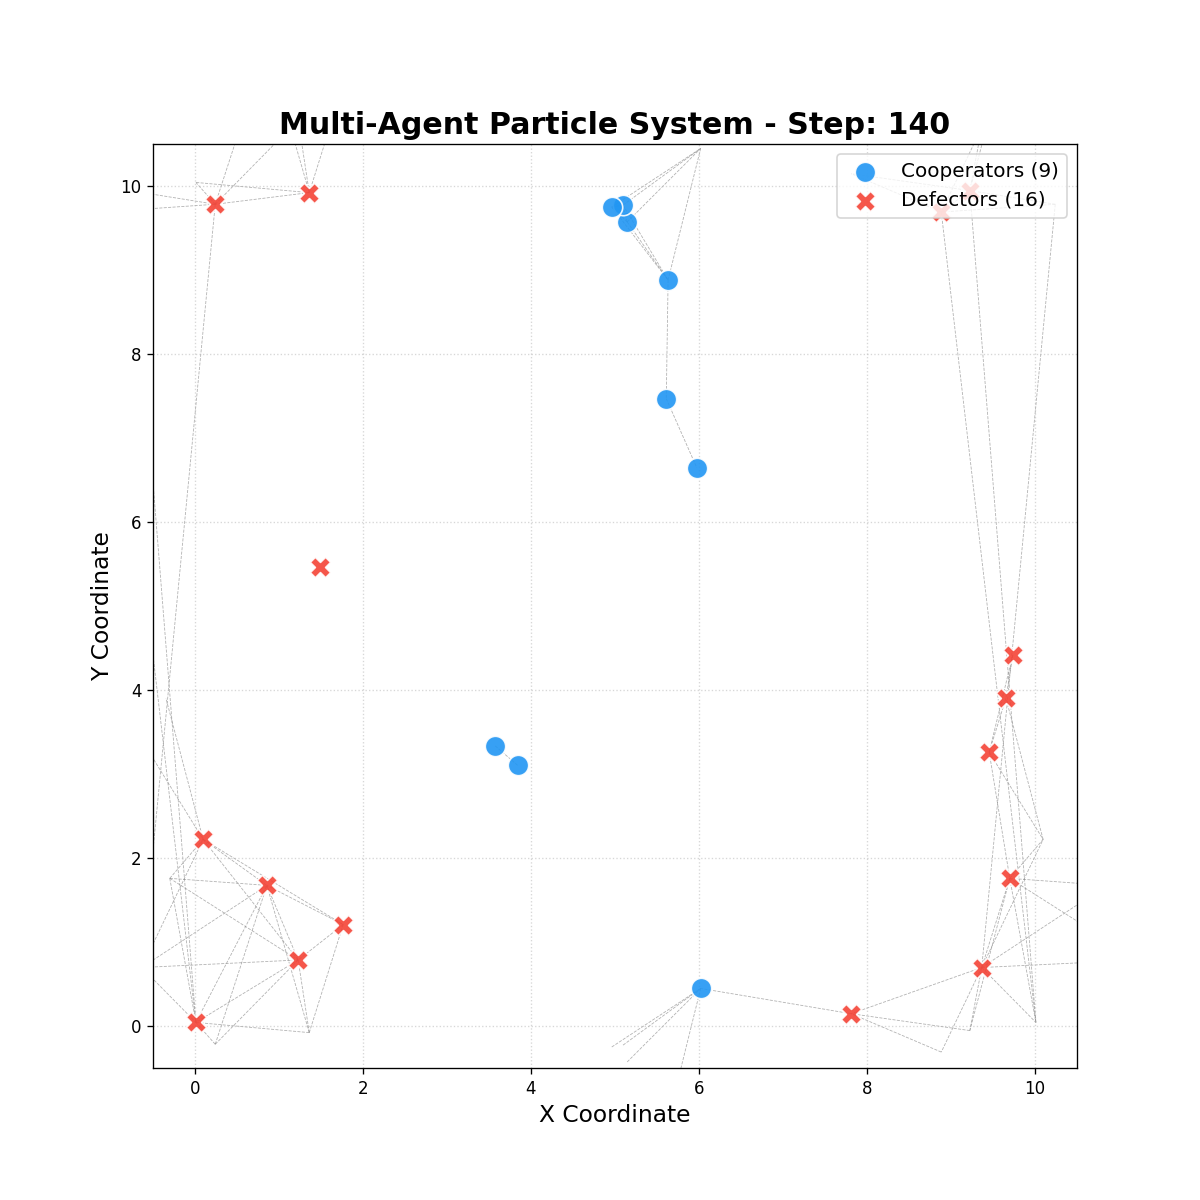 Multi-Agent Particle System - Step: 140
Cooperators (9)
Defectors (16)
10
8
6
4
2
0
Y Coordinate
0 2 4 6 8 10
X Coordinate